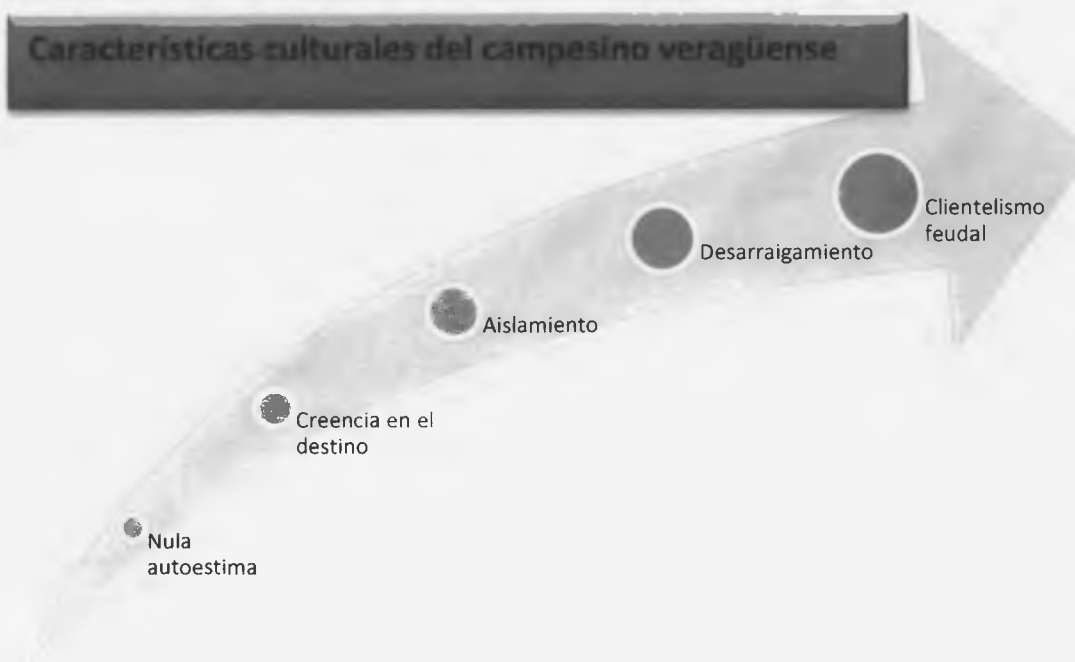 Características culturales del campesino veragüense
Clientelismo
feudal
Desarraigamiento
Aislamiento
Creencia en el
destino
Nula
autoestima